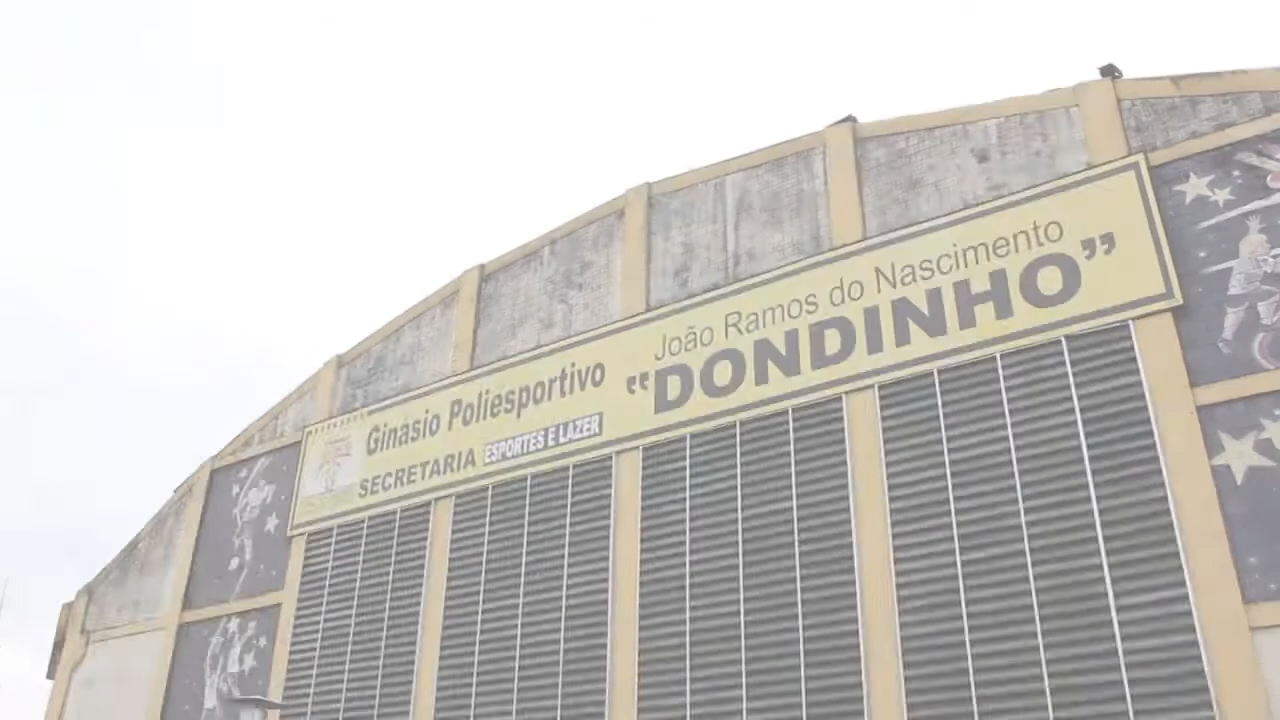 Ginásio Poliesportivo
SECRETARIA ESPORTES E LAZER
João Ramos do Nascimento
"DONDINHO"